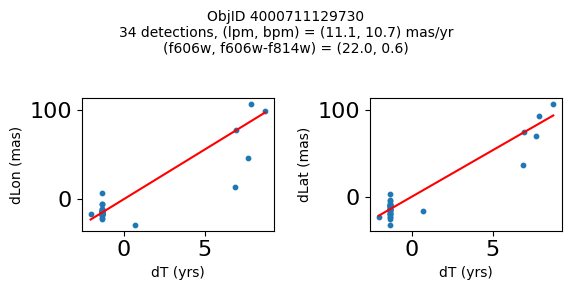 ObjID 4000711129730
34 detections, (lpm, bpm) = (11.1, 10.7) mas/yr
(f606w, f606w-f814w) = (22.0, 0.6)
100
0
dLon (mas)
0 5
dT (yrs)
100
0
dLat (mas)
0 5
dT (yrs)